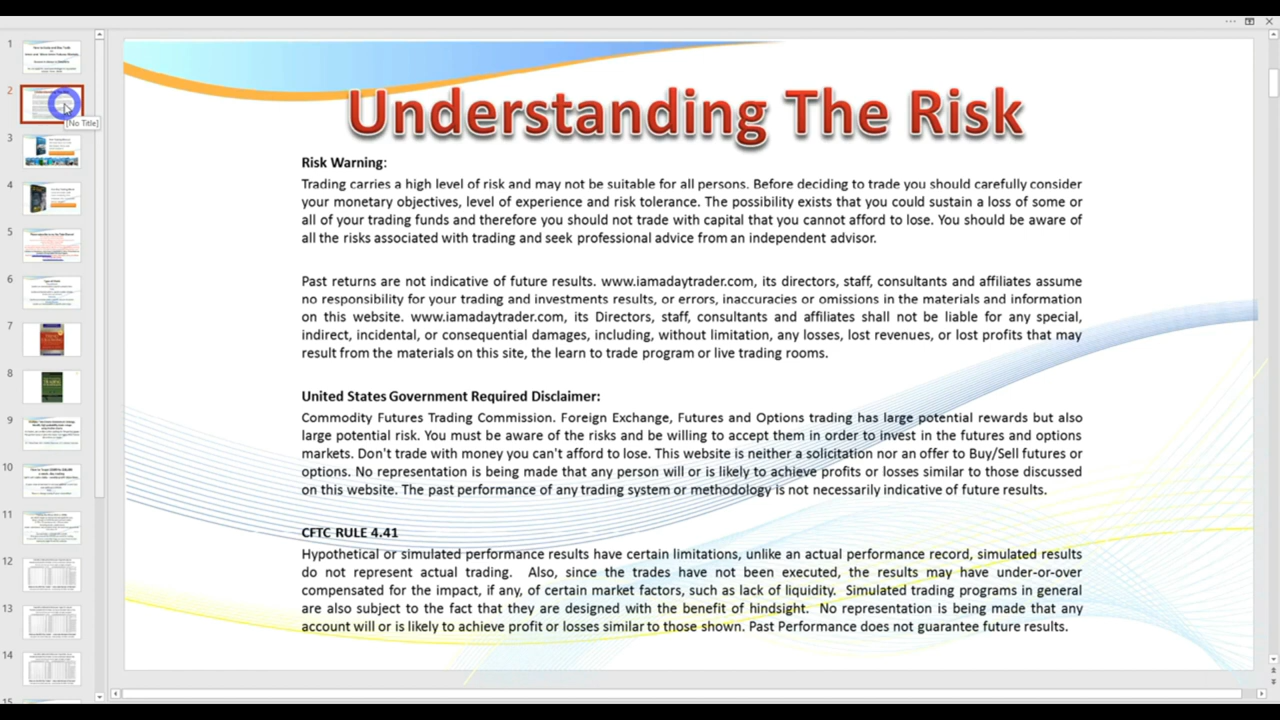 Understanding The Risk
Risk Warning:
Trading carries a high level of risk and may not be suitable for all persons. Before deciding to trade you should carefully consider
your monetary objectives, level of experience and risk tolerance. The possibility exists that you could sustain a loss of some or
all of your trading funds and therefore you should not trade with capital that you cannot afford to lose. You should be aware of
all the risks associated with trading and seek professional advice from an independent advisor.
Past returns are not indicative of future results. www.iamadaytrader.com, its directors, staff, consultants and affiliates assume
no responsibility for your trading and investments results, or errors, inaccuracies or omissions in the materials and information
on this website. www.iamadaytrader.com, its Directors, staff, consultants and affiliates shall not be liable for any special,
indirect, incidental, or consequential damages, including, without limitation, any losses, lost revenues, or lost profits that may
result from the materials on this site, the learn to trade program or live trading rooms.
United States Government Required Disclaimer:
Commodity Futures Trading Commission. Foreign Exchange, Futures and Options trading has large potential rewards but also
large potential risk. You must be aware of the risks and be willing to accept them in order to invest in the futures and options
markets. Don't trade with money you can't afford to lose. This website is neither a solicitation nor an offer to Buy/Sell futures or
options. No representation is being made that any person will or is likely to achieve profits or losses similar to those discussed
on this website. The past performance of any trading system or methodology is not necessarily indicative of future results.
CFTC RULE 4.41
Hypothetical or simulated performance results have certain limitations, unlike an actual performance record, simulated results
do not represent actual trading. Also, since the trades have not been executed, the results may have under-or-over
compensated for the impact, if any, of certain market factors, such as lack of liquidity. Simulated trading programs in general
are also subject to the fact that they are designed with the benefit of hindsight. No representation is being made that any
account will or is likely to achieve profit or losses similar to those shown. Past Performance does not guarantee future results.
1
2
[No Title]
3
4
5
6
7
8
9
10
11
12
13
14